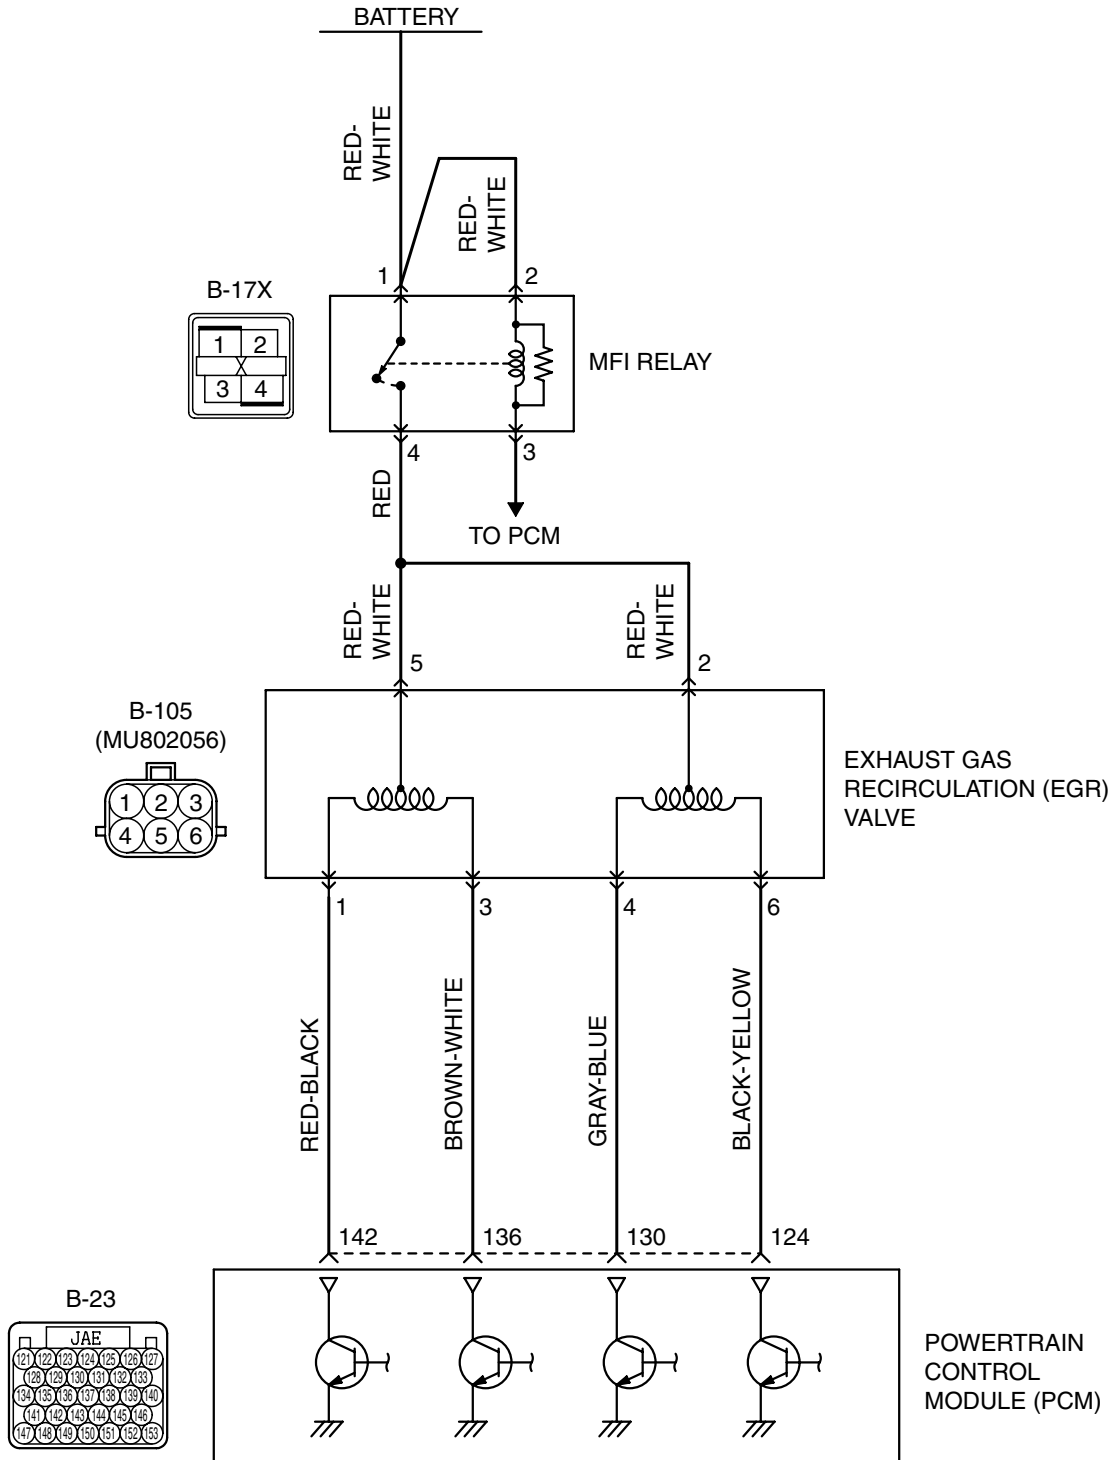 BATTERY
RED-
WHITE
RED-
WHITE
1
2
B-17X
1 2
X
3 4
MFI RELAY
4
3
RED
TO PCM
RED-
WHITE
RED-
WHITE
5
2
B-105
(MU802056)
1 2 3
4 5 6
EXHAUST GAS
RECIRCULATION (EGR)
VALVE
1
3
4
6
RED-BLACK
BROWN-WHITE
GRAY-BLUE
BLACK-YELLOW
142
136
130
124
B-23
JAE
121 122 123 124 125 126 127
128 129 130 131 132 133
134 135 136 137 138 139 140
141 142 143 144 145 146
147 148 149 150 151 152 153
POWERTRAIN
CONTROL
MODULE (PCM)